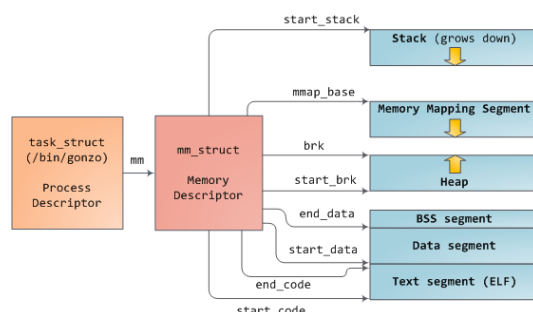 start_stack
Stack (grows down)
mmap_base
Memory Mapping Segment
task_struct
(/bin/gonzo)
Process
Descriptor
mm
mm_struct
Memory
Descriptor
brk
start_brk
Heap
end_data
BSS segment
start_data
Data segment
end_code
Text segment (ELF)
start_code